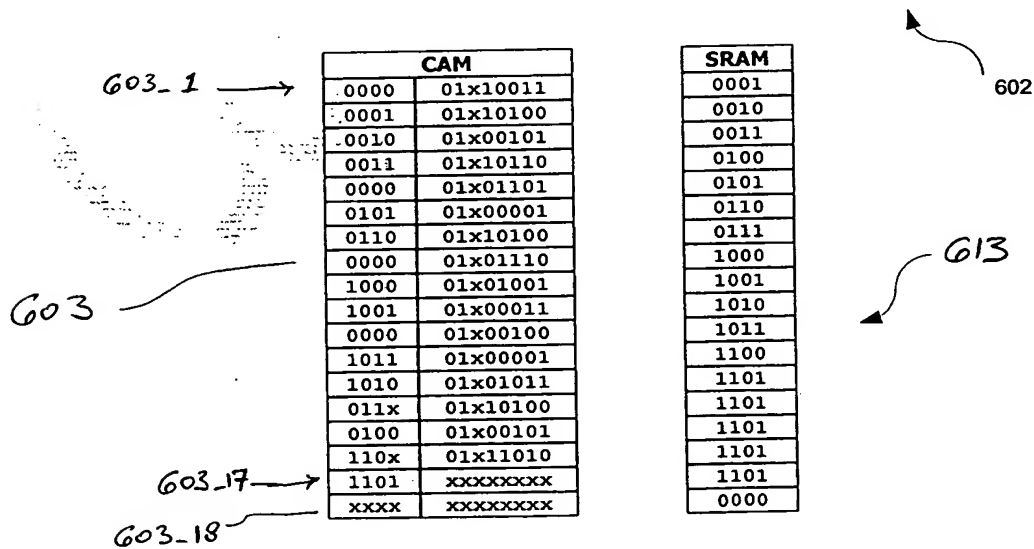 602
CAM SRAM
603_1 0000 01x10011 0001
0001 01x10100 0010
0010 01x00101 0011
0011 01x10110 0100
0000 01x01101 0101
0101 01x00001 0110
0110 01x10100 0111
603 0000 01x01110 1000 613
1000 01x01001 1001
1001 01x00011 1010
0000 01x00100 1011
1011 01x00001 1100
1010 01x01011 1101
011x 01x10100 1101
0100 01x00101 1101
110x 01x11010 1101
603_17 1101 xxxxxxxx 1101
603_18 xxxx xxxxxxxx 0000